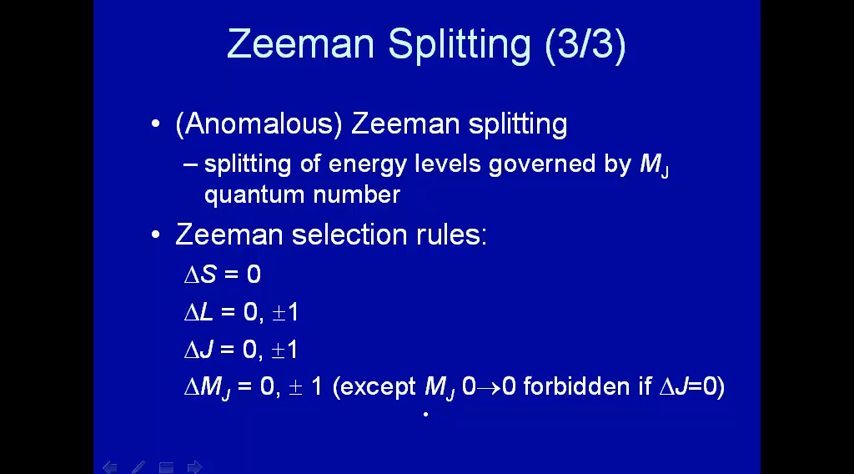 Zeeman Splitting (3/3)
• (Anomalous) Zeeman splitting
– splitting of energy levels governed by MJ
quantum number
• Zeeman selection rules:
ΔS = 0
ΔL = 0, ±1
ΔJ = 0, ±1
ΔMJ = 0, ± 1 (except MJ 0→0 forbidden if ΔJ=0)